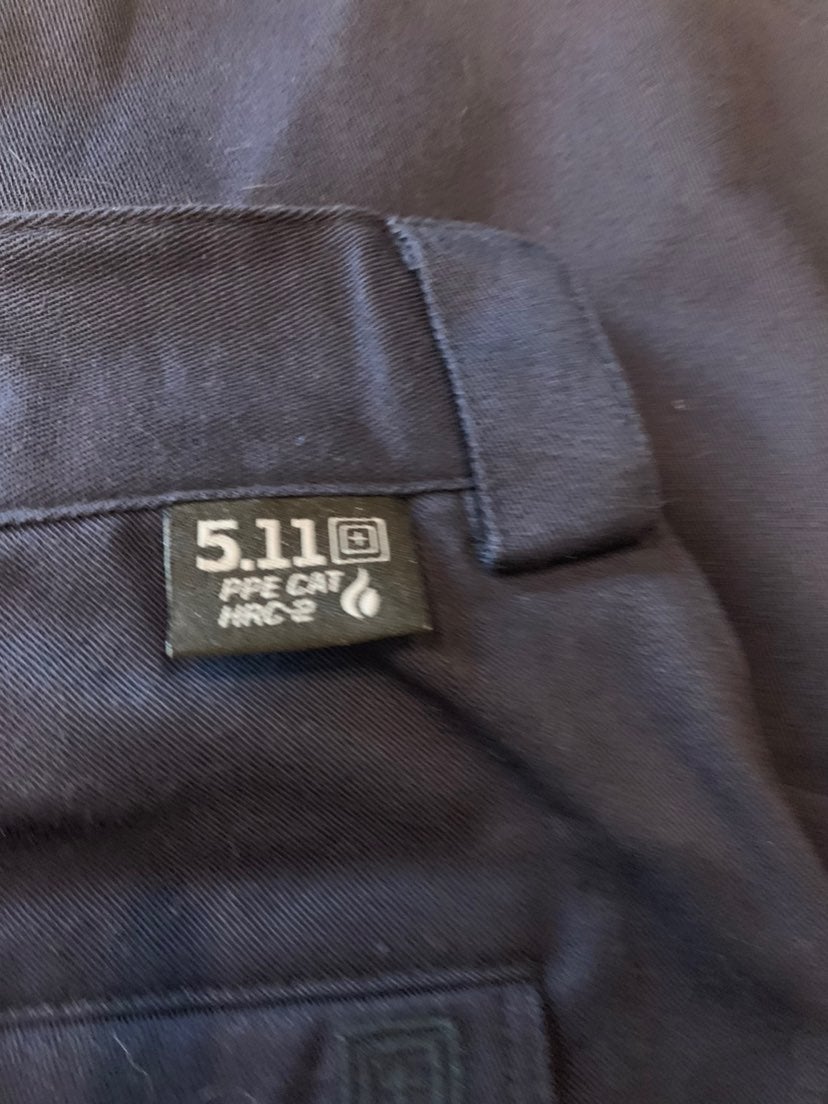 5.11
PPE CAT
HRC-2